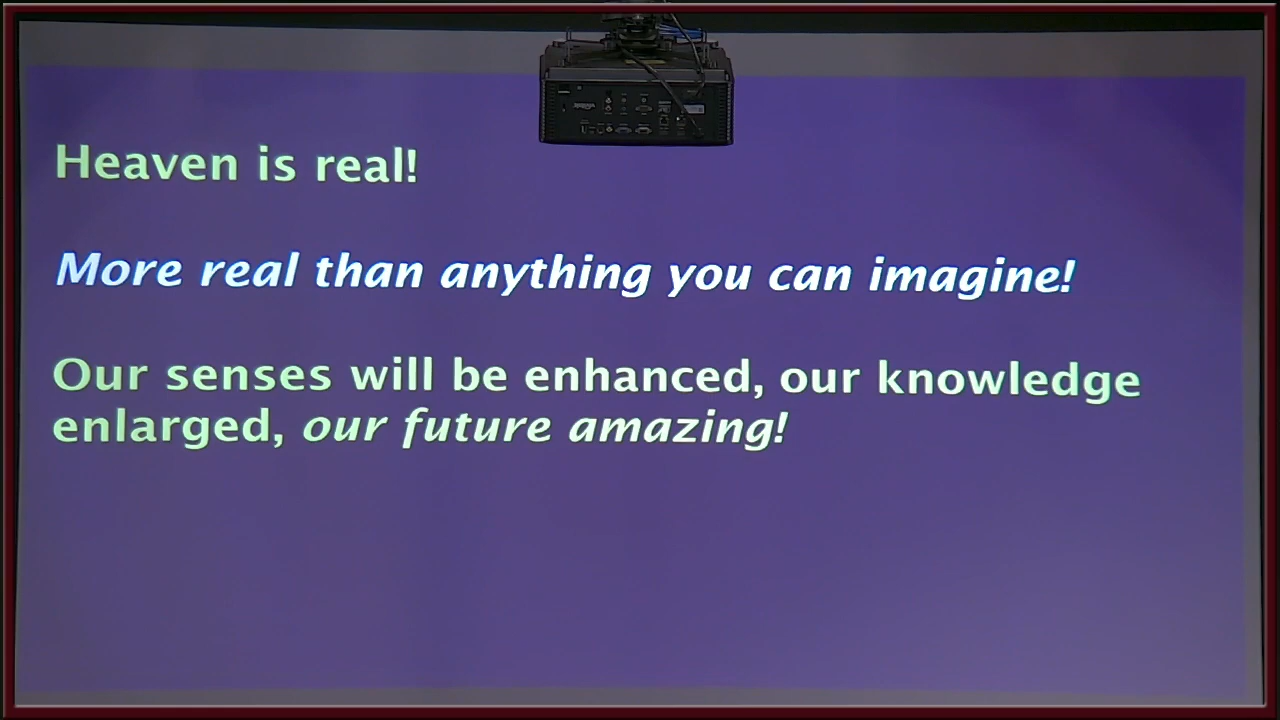 Heaven is real!
More real than anything you can imagine!
Our senses will be enhanced, our knowledge
enlarged, our future amazing!